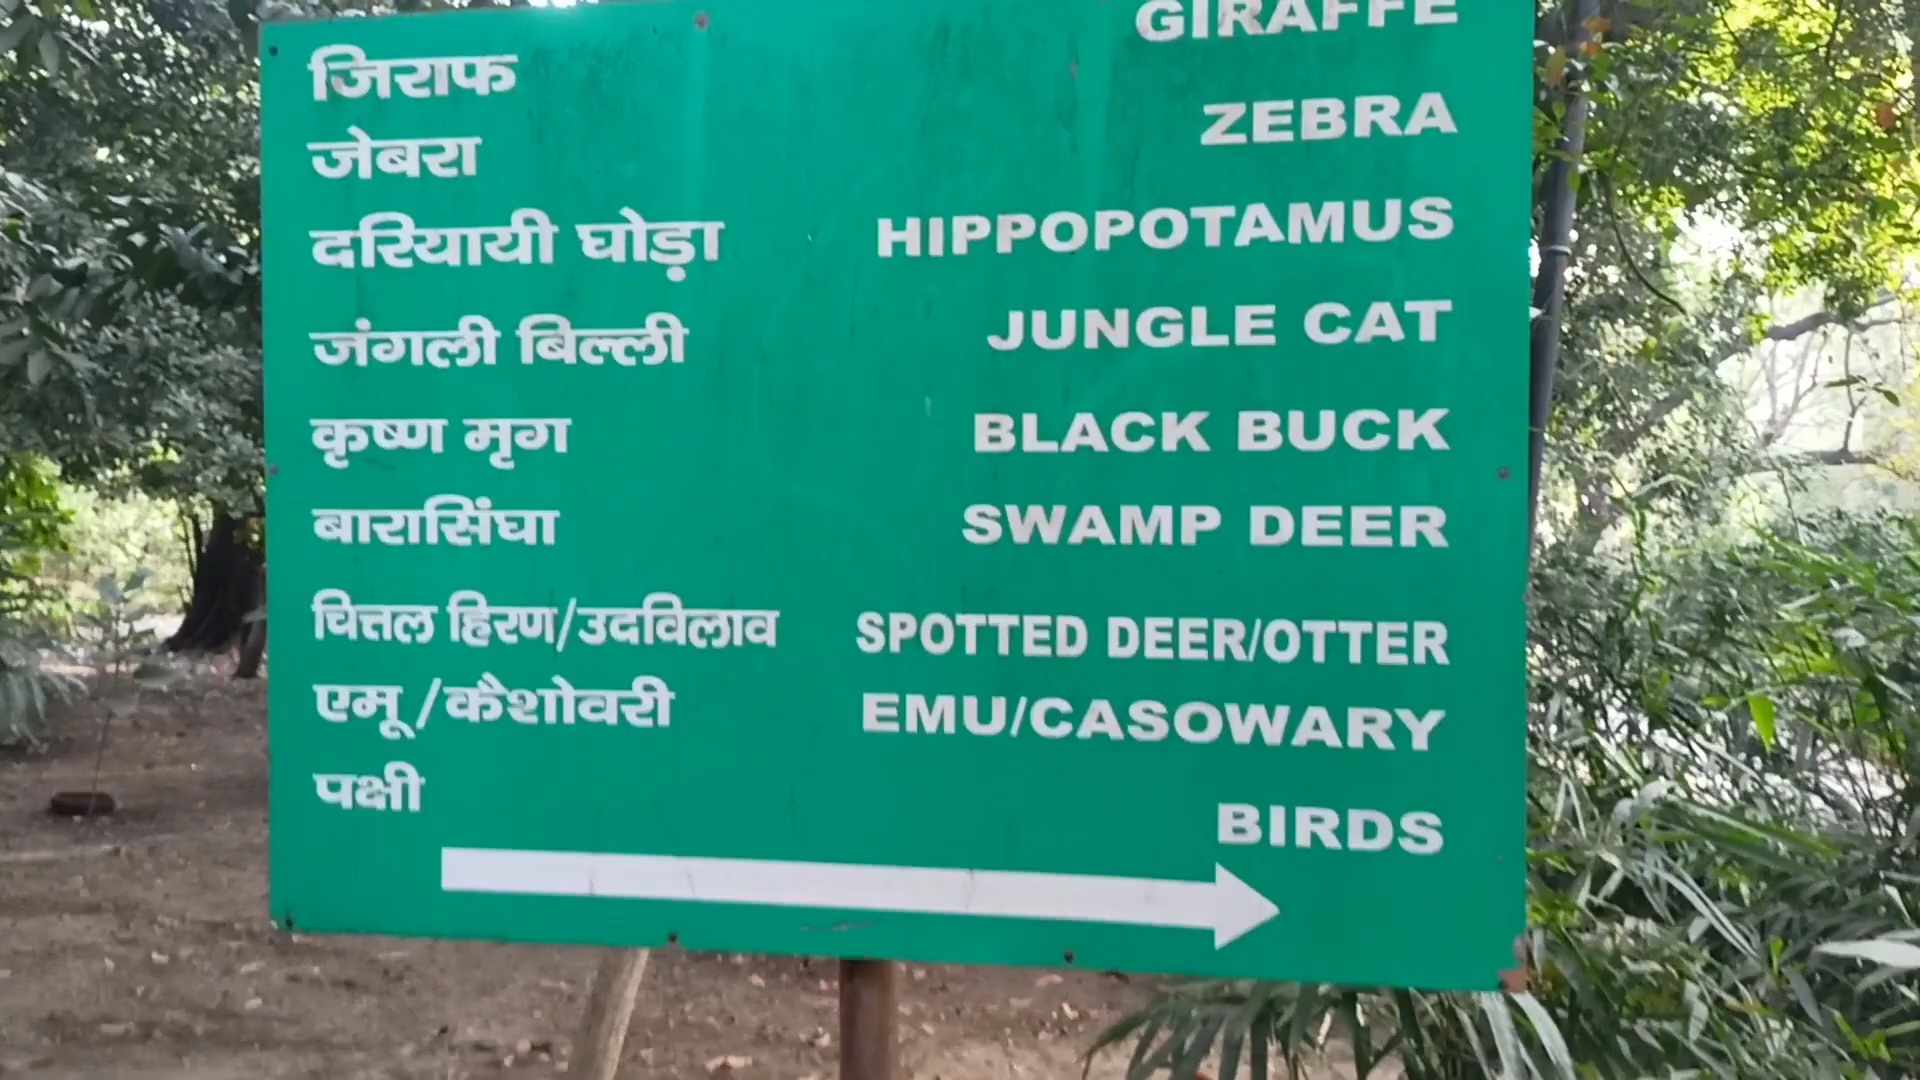 जिराफ GIRAFFE
जेबरा ZEBRA
दरियायी घोड़ा HIPPOPOTAMUS
जंगली बिल्ली JUNGLE CAT
कृष्ण मृग BLACK BUCK
बारासिंघा SWAMP DEER
चित्तल हिरण/उदविलाव SPOTTED DEER/OTTER
एमू/कैशोवरी EMU/CASOWARY
पक्षी BIRDS